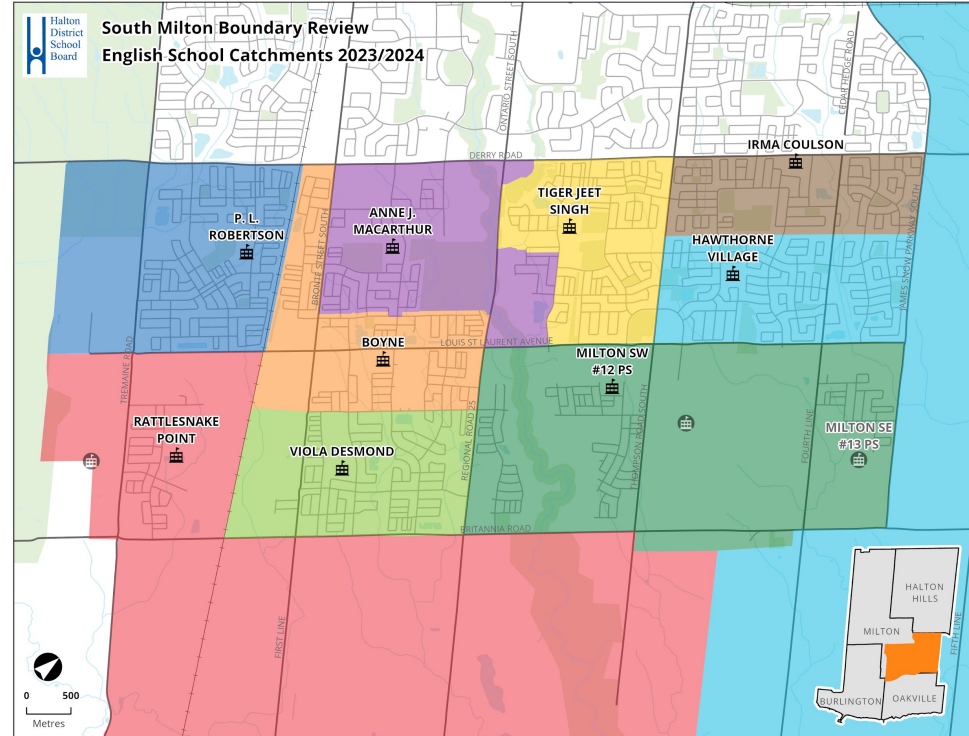 Halton
District
School
Board
South Milton Boundary Review
English School Catchments 2023/2024
ONTARIO STREET SOUTH
CEDAR HEDGE ROAD
DERRY ROAD
IRMA COULSON
P. L.
ROBERTSON
BRONTE STREET SOUTH
ANNE J.
MACARTHUR
TIGER JEET
SINGH
HAWTHORNE
VILLAGE
JAMES SNOW PARKWAY SOUTH
TREMAINE ROAD
BOYNE
LOUIS ST LAURENT AVENUE
MILTON SW
#12 PS
RATTLESNAKE
POINT
VIOLA DESMOND
REGIONAL ROAD 25
THOMPSON ROAD SOUTH
FOURTH LINE
MILTON SE
#13 PS
BRITANNIA ROAD
FIRST LINE
FIFTH LINE
0 500
Metres
HALTON
HILLS
MILTON
BURLINGTON
OAKVILLE